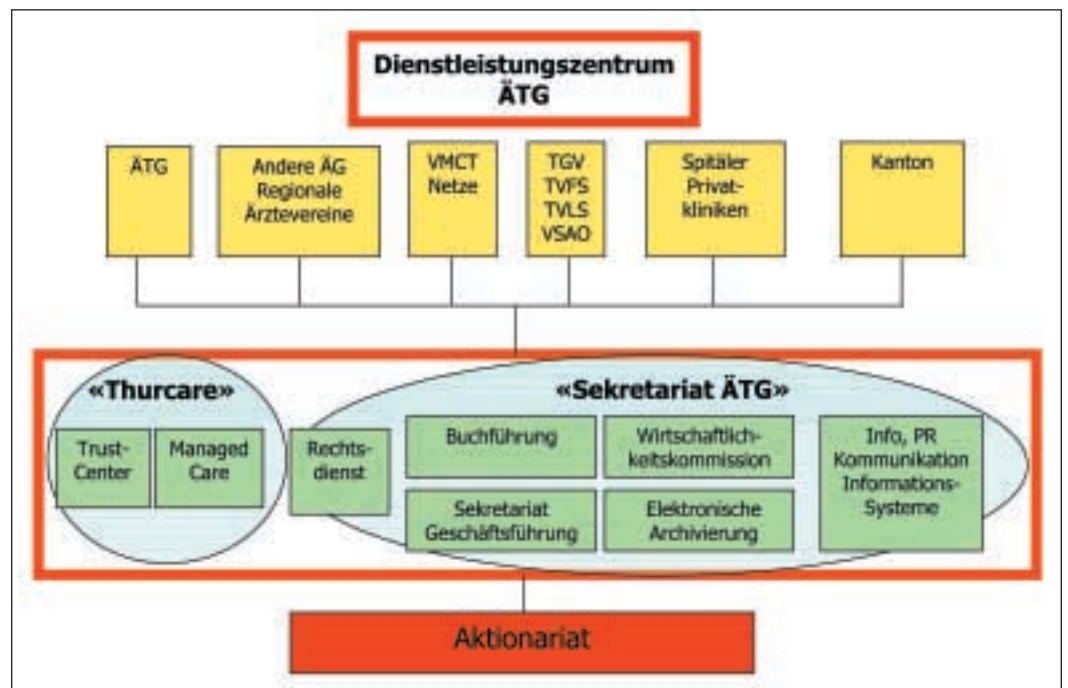 Dienstleistungszentrum
ÄTG
ÄTG
Andere ÄG
Regionale
Ärztevereine
VMCT
Netze
TGV
TVFS
TVLS
VSAO
Spitäler
Privat-
kliniken
Kanton
«Thurcare»
Trust-
Center
Managed
Care
«Sekretariat ÄTG»
Rechts-
dienst
Buchführung
Wirtschaftlich-
keitskommission
Sekretariat
Geschäftsführung
Elektronische
Archivierung
Info, PR
Kommunikation
Informations-
Systeme
Aktionariat